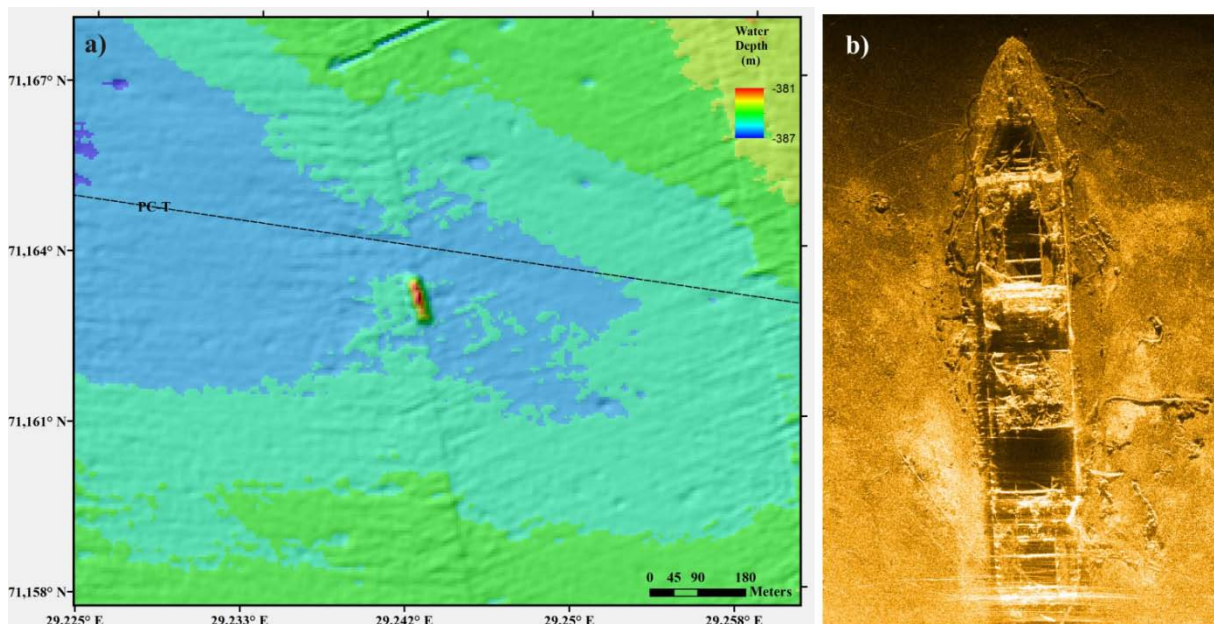 a)
Water
Depth
(m)
-381
-387
71,167° N
71,164° N
71,161° N
71,158° N
PC-T
0 45 90 180
Meters
29.225° E 29.233° E 29.242° E 29.25° E 29.258° E
b)